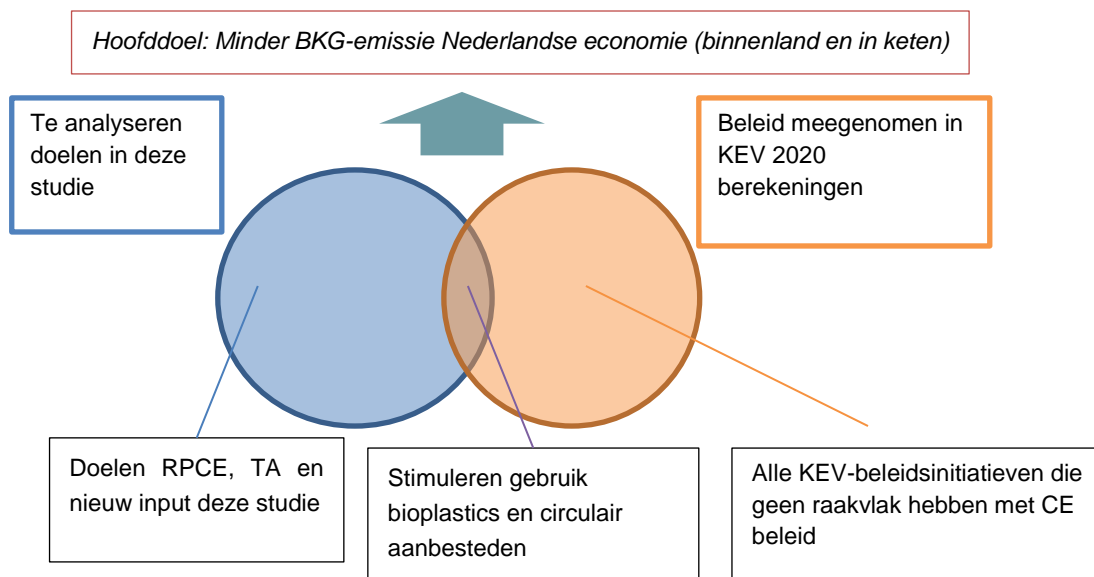 Hoofddoel: Minder BKG-emissie Nederlandse economie (binnenland en in keten)
Te analyseren
doelen in deze
studie
Beleid meegenomen in
KEV 2020
berekeningen
Doelen RPCE, TA en
nieuw input deze studie
Stimuleren gebruik
bioplastics en circulair
aanbesteden
Alle KEV-beleidsinitiatieven die
geen raakvlak hebben met CE
beleid